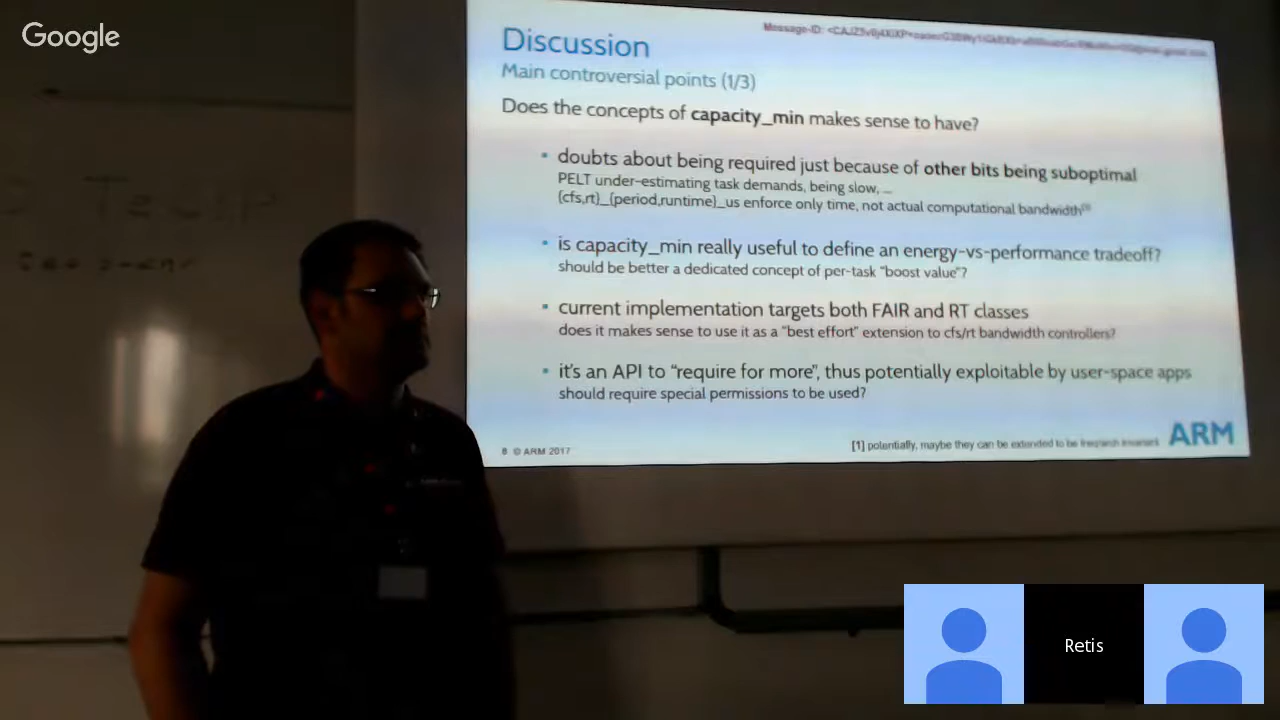 Google
Message-ID:
Discussion
Main controversial points (1/3)
Does the concepts of capacity_min makes sense to have?
• doubts about being required just because of other bits being suboptimal
PELT under-estimating task demands, being slow, ...
{cfs,rt}_{period,runtime}_us enforce only time, not actual computational bandwidth[1]
• is capacity_min really useful to define an energy-vs-performance tradeoff?
should be better a dedicated concept of per-task "boost value"?
• current implementation targets both FAIR and RT classes
does it makes sense to use it as a "best effort" extension to cfs/rt bandwidth controllers?
• it's an API to "require for more", thus potentially exploitable by user-space apps
should require special permissions to be used?
8 © ARM 2017
[1] potentially, maybe they can be extended to be freq/arch invariant
ARM
Retis